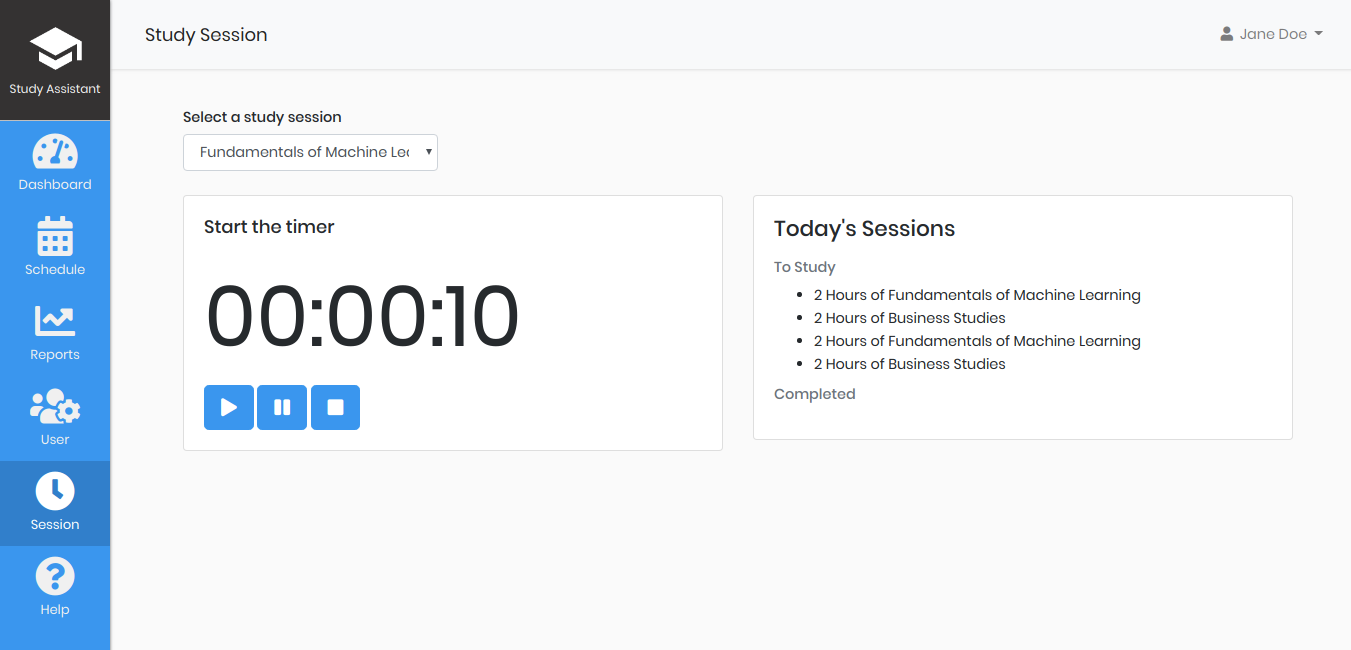 Study Assistant
Dashboard
Schedule
Reports
User
Session
Help
Study Session
Jane Doe
Select a study session
Fundamentals of Machine Le
Start the timer
00:00:10
Today's Sessions
To Study
2 Hours of Fundamentals of Machine Learning
2 Hours of Business Studies
2 Hours of Fundamentals of Machine Learning
2 Hours of Business Studies
Completed